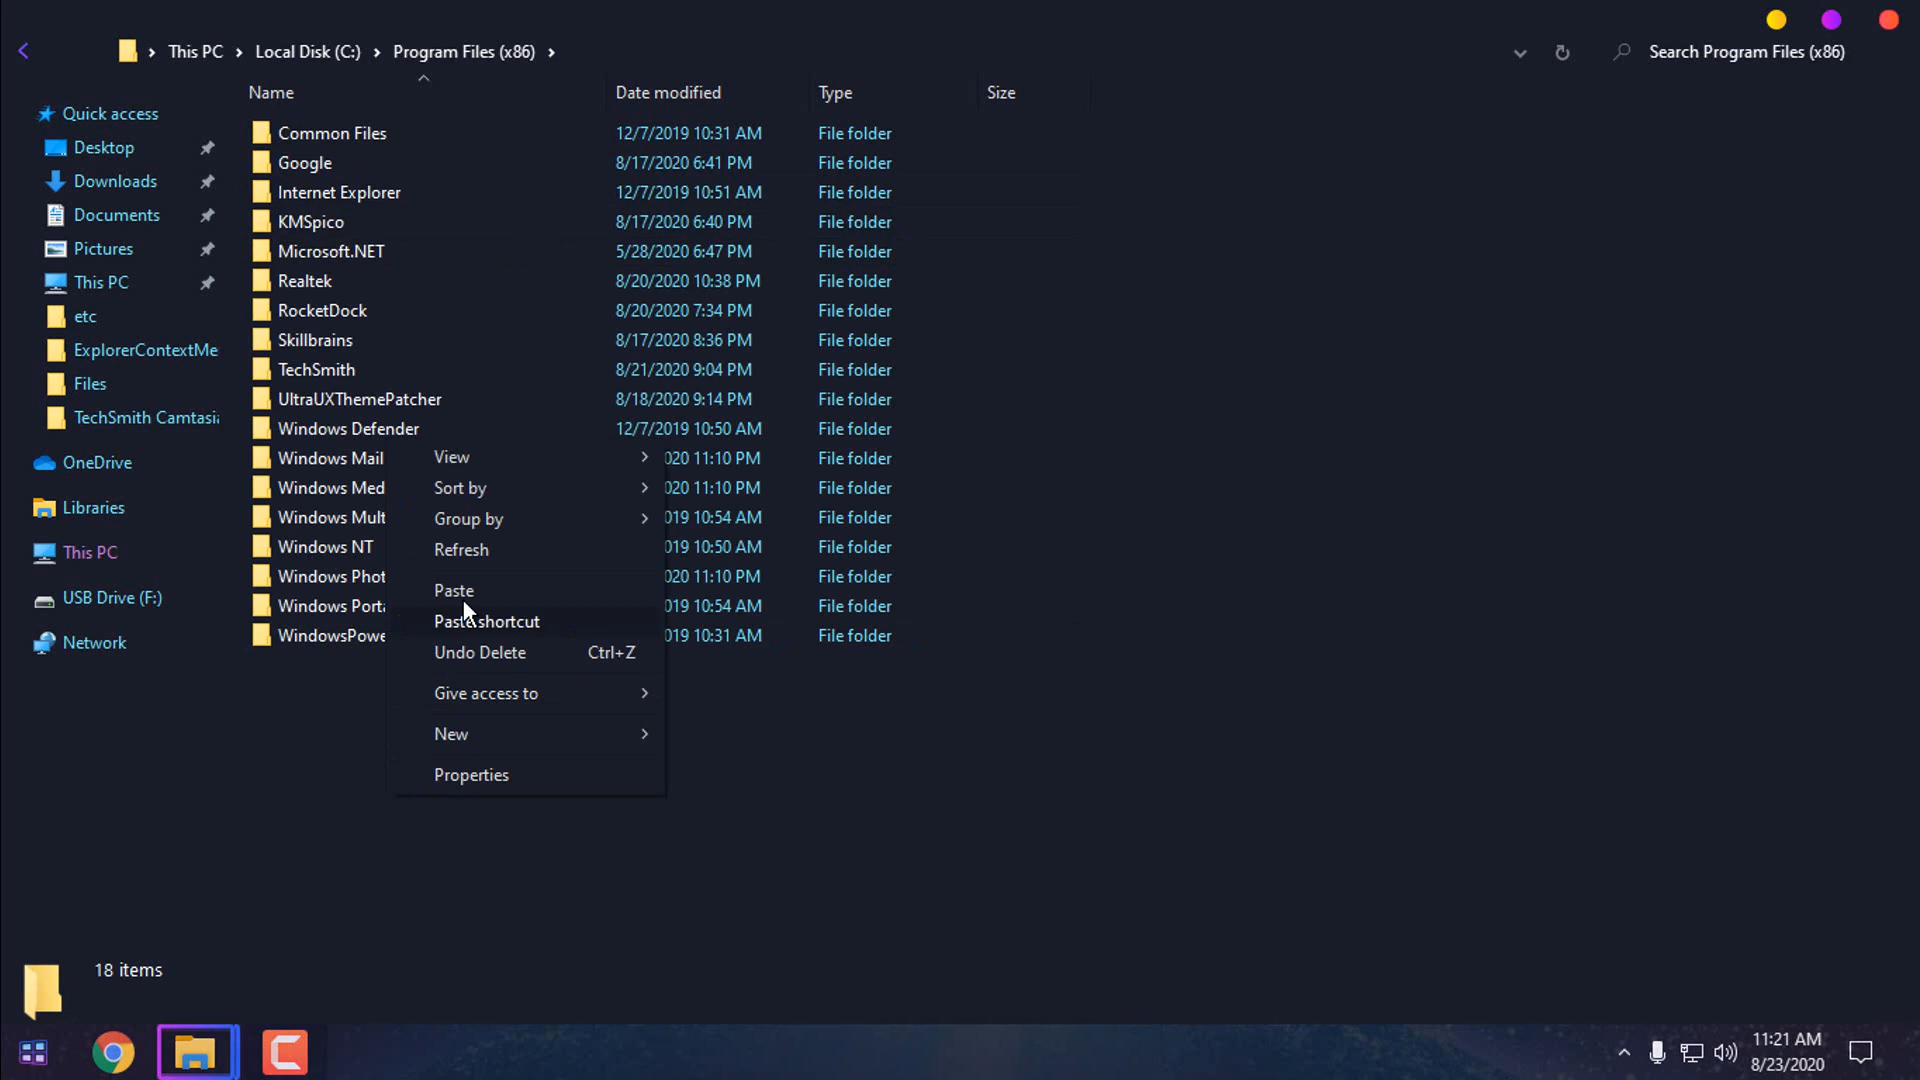 This PC > Local Disk (C:) > Program Files (x86) >
Search Program Files (x86)
Name Date modified Type Size
Quick access
Desktop
Downloads
Documents
Pictures
This PC
etc
ExplorerContextMe
Files
TechSmith Camtasia
OneDrive
Libraries
This PC
USB Drive (F:)
Network
Common Files 12/7/2019 10:31 AM File folder
Google 8/17/2020 6:41 PM File folder
Internet Explorer 12/7/2019 10:51 AM File folder
KMSpico 8/17/2020 6:40 PM File folder
Microsoft.NET 5/28/2020 6:47 PM File folder
Realtek 8/20/2020 10:38 PM File folder
RocketDock 8/20/2020 7:34 PM File folder
Skillbrains 8/17/2020 8:36 PM File folder
TechSmith 8/21/2020 9:04 PM File folder
UltraUXThemePatcher 8/18/2020 9:14 PM File folder
Windows Defender 12/7/2019 10:50 AM File folder
Windows Mail 020 11:10 PM File folder
Windows Med 020 11:10 PM File folder
Windows Mult 019 10:54 AM File folder
Windows NT 019 10:50 AM File folder
Windows Phot 020 11:10 PM File folder
Windows Porta 019 10:54 AM File folder
WindowsPowe 019 10:31 AM File folder
View
Sort by
Group by
Refresh
Paste
Paste shortcut
Undo Delete Ctrl+Z
Give access to
New
Properties
18 items
11:21 AM
8/23/2020